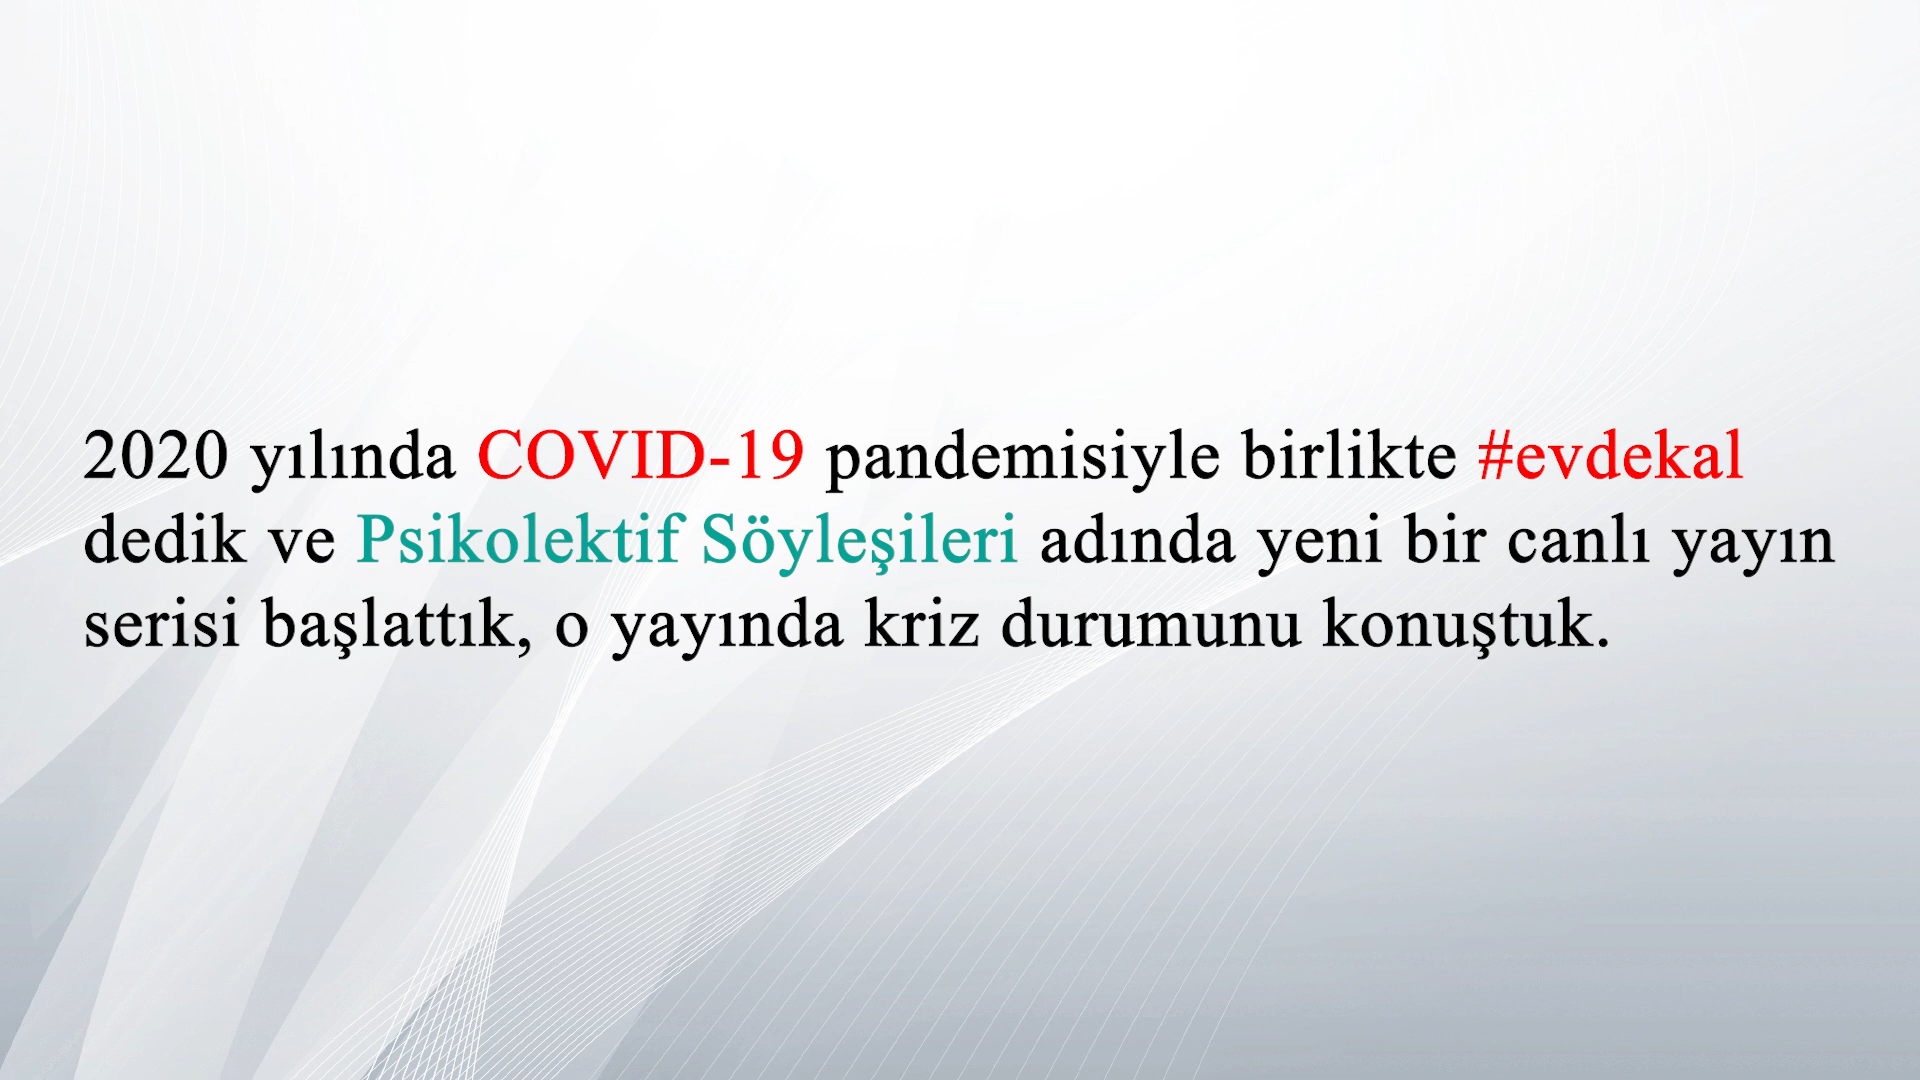 2020 yılında COVID-19 pandemisiyle birlikte #evdekal
dedik ve Psikolektif Söyleşileri adında yeni bir canlı yayın
serisi başlattık, o yayında kriz durumunu konuştuk.